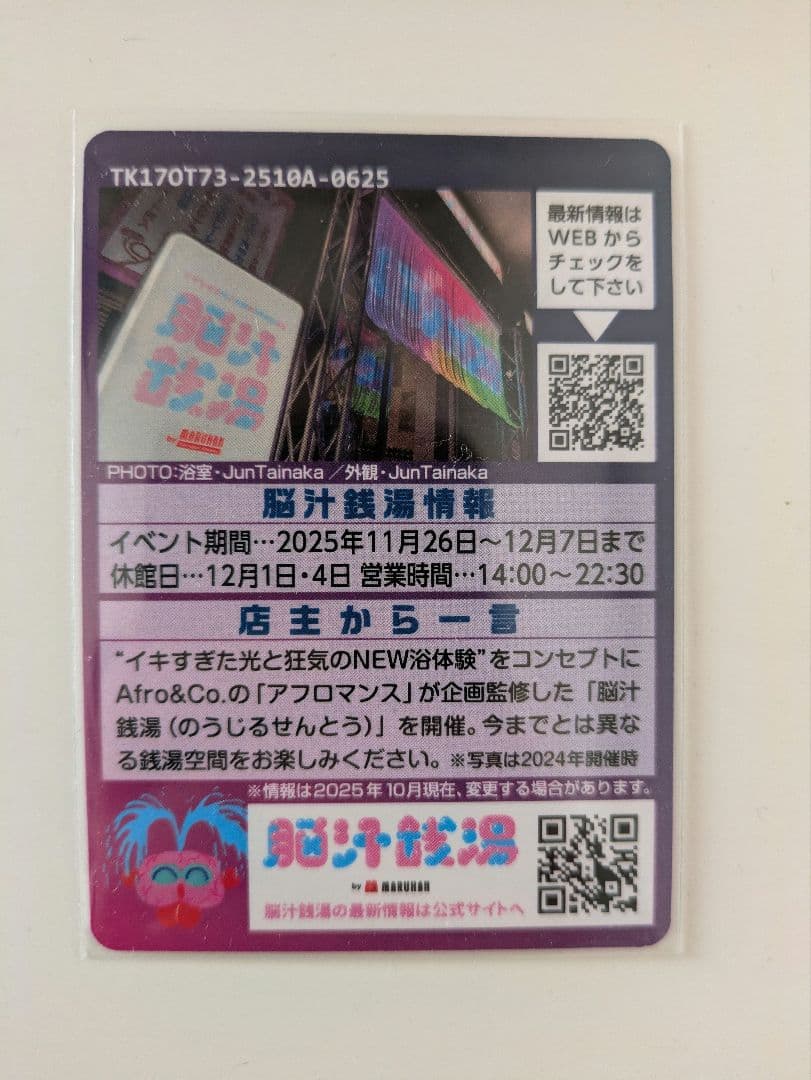 TK170T73-2510A-0625
最新情報は
WEBから
チェックを
して下さい
脳汁
銭湯
by MARUHAN
PHOTO:浴室・JunTainaka／外観・JunTainaka
脳汁銭湯情報
イベント期間…2025年11月26日～12月7日まで
休館日…12月1日・4日 営業時間…14:00～22:30
店主から一言
“イキすぎた光と狂気のNEW浴体験”をコンセプトに
Afro&Co.の「アフロマンス」が企画監修した「脳汁
銭湯（のうじるせんとう）」を開催。今までとは異な
る銭湯空間をお楽しみください。※写真は2024年開催時
※情報は2025年10月現在、変更する場合があります。
脳汁銭湯
by MARUHAN
脳汁銭湯の最新情報は公式サイトへ